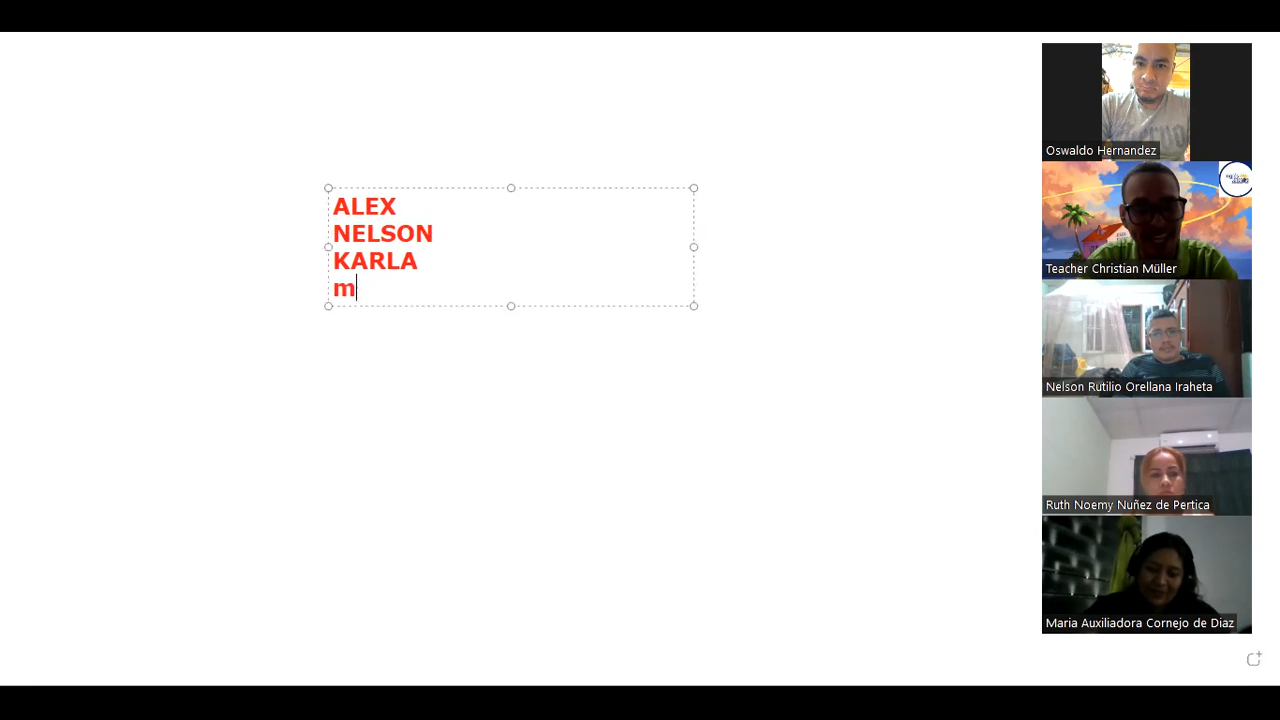 ALEX
NELSON
KARLA
m
Oswaldo Hernandez
Teacher Christian Müller
Nelson Rutilio Orellana Iraheta
Ruth Noemy Nuñez de Pertica
Maria Auxiliadora Cornejo de Diaz